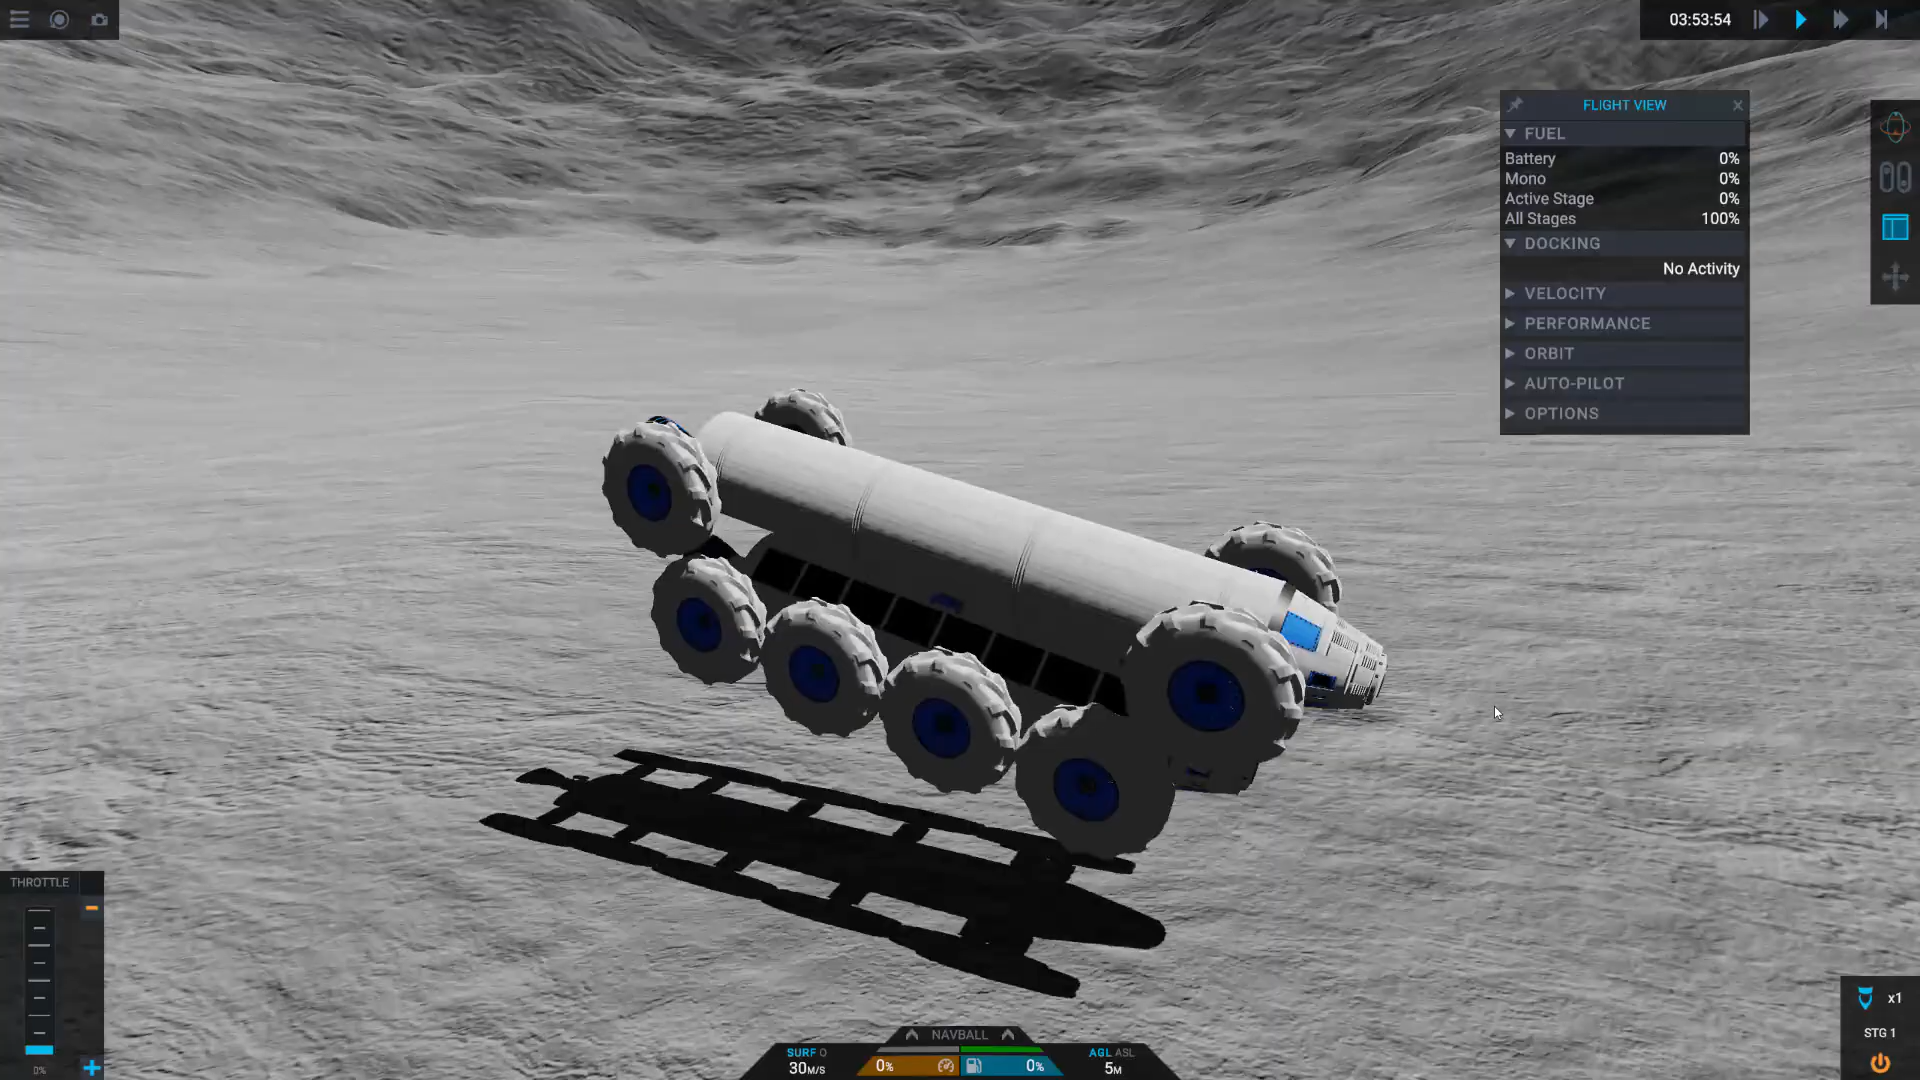 03:53:54
FLIGHT VIEW
FUEL
Battery 0%
Mono 0%
Active Stage 0%
All Stages 100%
DOCKING
No Activity
VELOCITY
PERFORMANCE
ORBIT
AUTO-PILOT
OPTIONS
THROTTLE
0%
NAVBALL
SURF O
30M/S
0%
0%
AGL ASL
5M
x1
STG 1